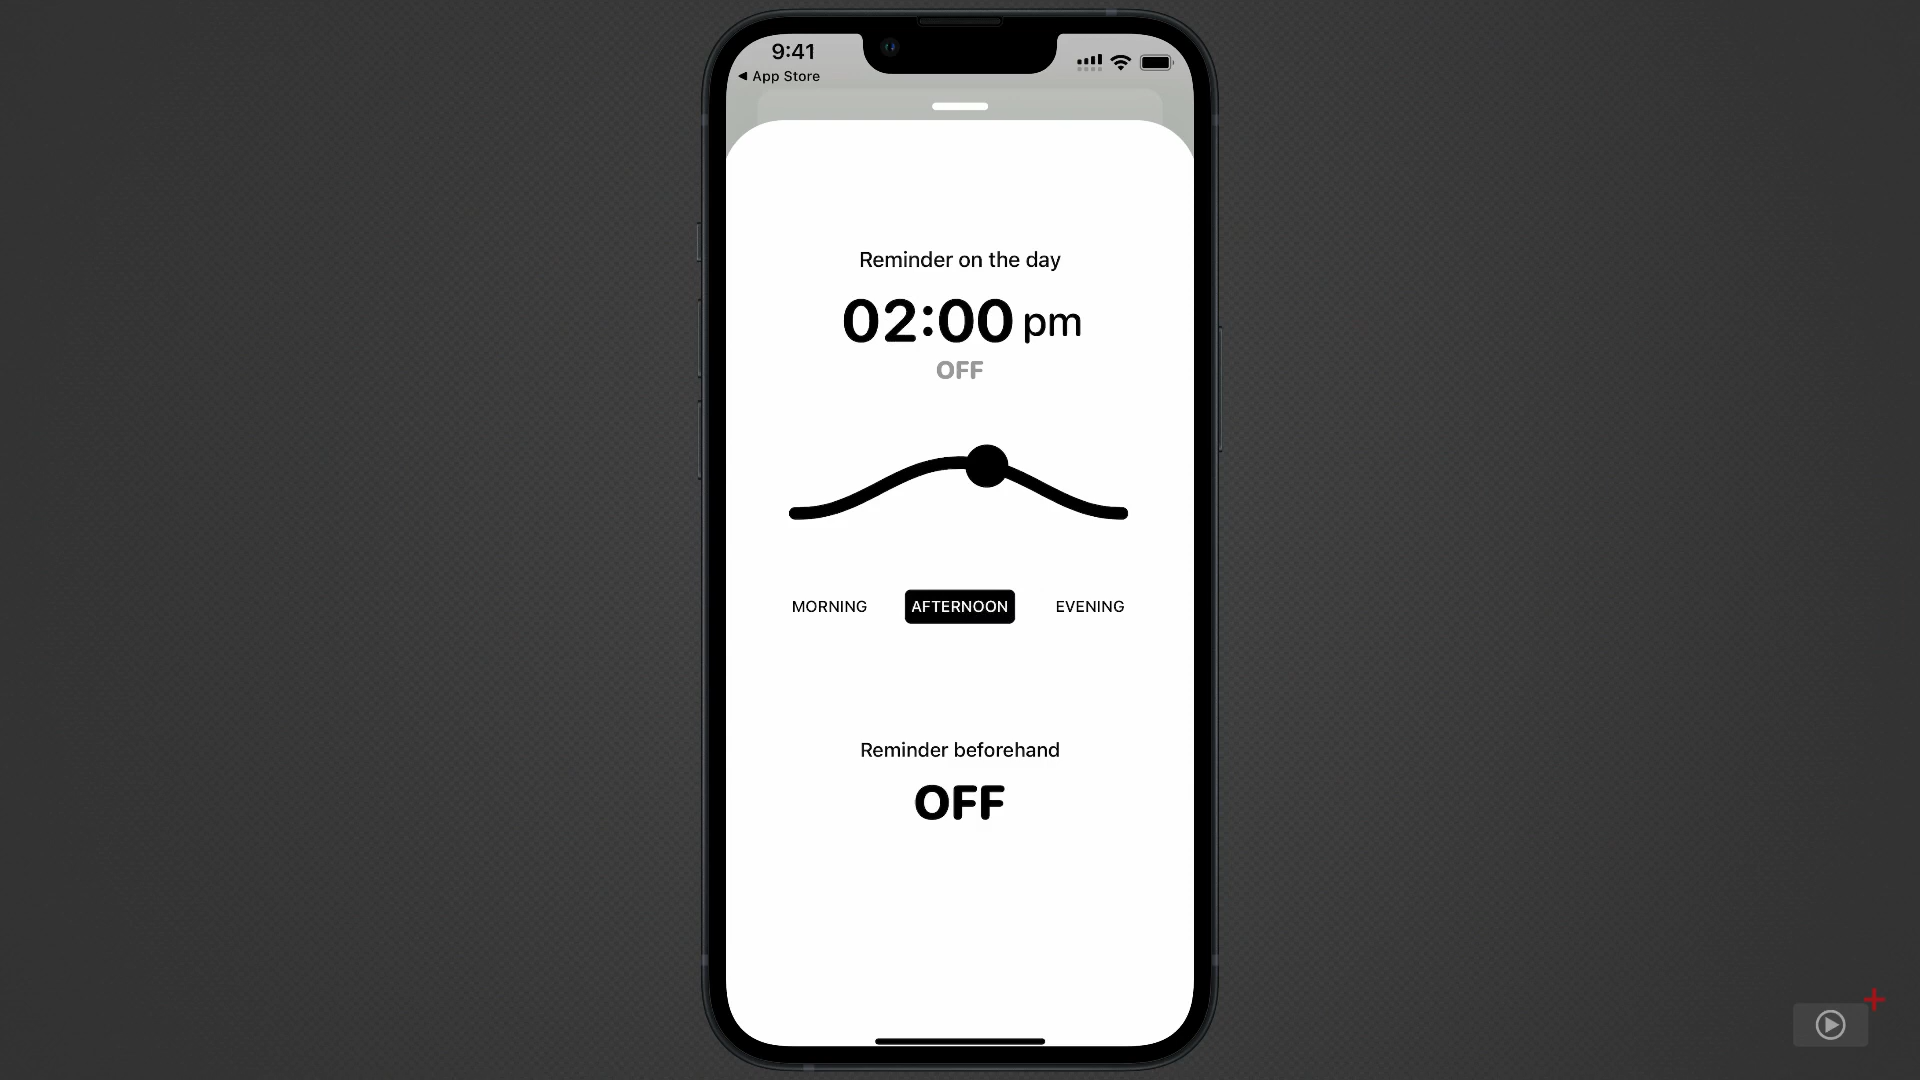 9:41
◀ App Store
Reminder on the day
02:00 pm
OFF
MORNING AFTERNOON EVENING
Reminder beforehand
OFF